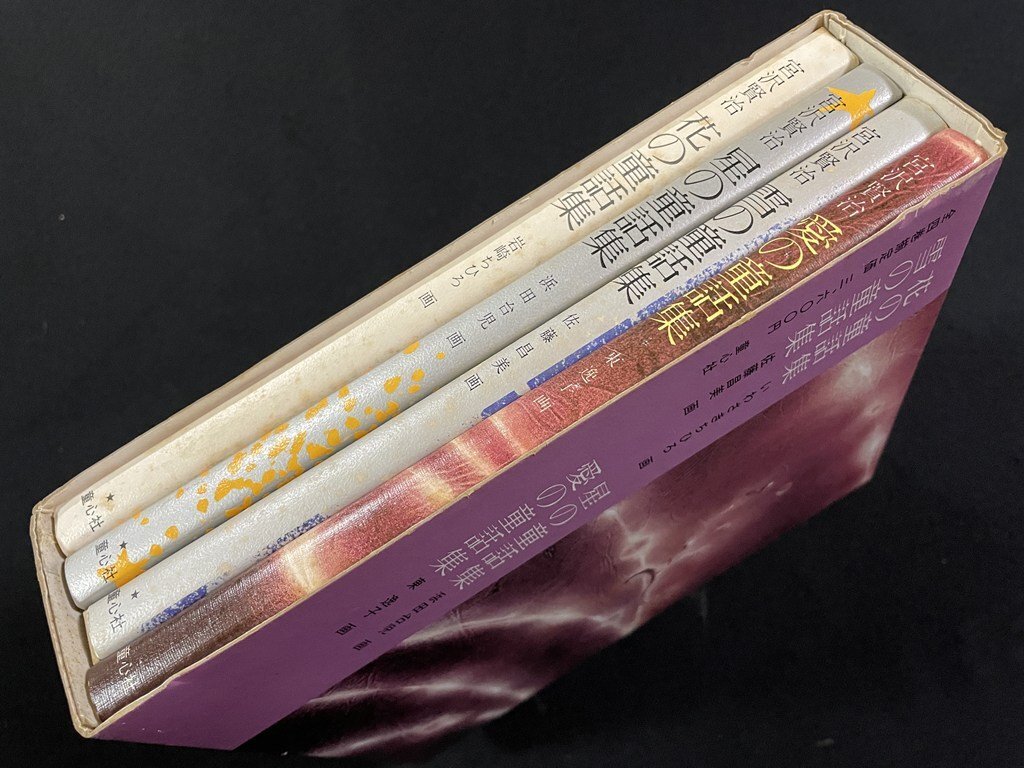 宮沢賢治 花の童話集 岩崎ちひろ 画 ★童心社
宮沢賢治 星の童話集 浜田台児 画 ★童心社
宮沢賢治 雪の童話集 佐藤昌美 画 ★童心社
宮沢賢治 愛の童話集 東逸子 画 童心社
全四巻揃定価 三、六〇〇円 童心社
花の童話集 いわさきちひろ 画
雪の童話集 佐藤昌美 画
星の童話集 浜田台児 画
愛の童話集 東逸子 画